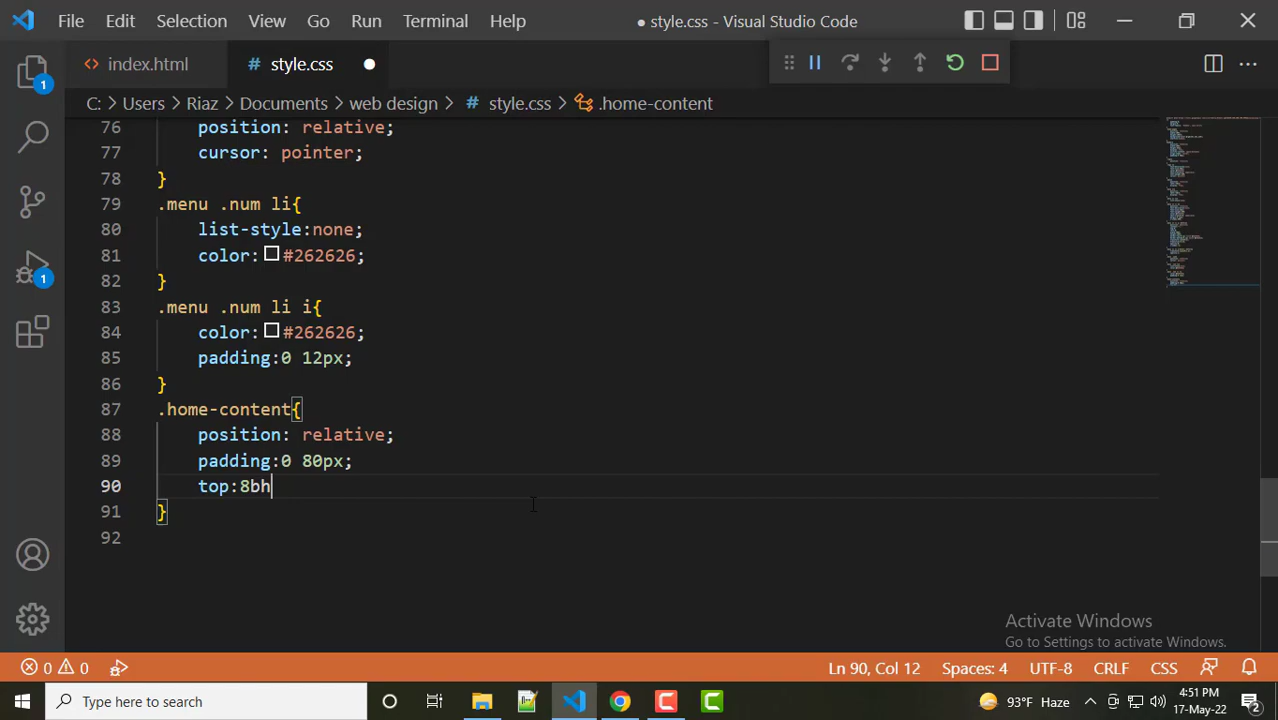 File Edit Selection View Go Run Terminal Help ● style.css - Visual Studio Code
<> index.html # style.css ●
C: > Users > Riaz > Documents > web design > # style.css > .home-content
76 position: relative;
77 cursor: pointer;
78 }
79 .menu .num li{
80 list-style:none;
81 color: #262626;
82 }
83 .menu .num li i{
84 color: #262626;
85 padding:0 12px;
86 }
87 .home-content{
88 position: relative;
89 padding:0 80px;
90 top:8bh
91 }
92
1
1
Activate Windows
Go to Settings to activate Windows.
0 0 Ln 90, Col 12 Spaces: 4 UTF-8 CRLF CSS
Type here to search 93°F Haze 4:51 PM
17-May-22 2